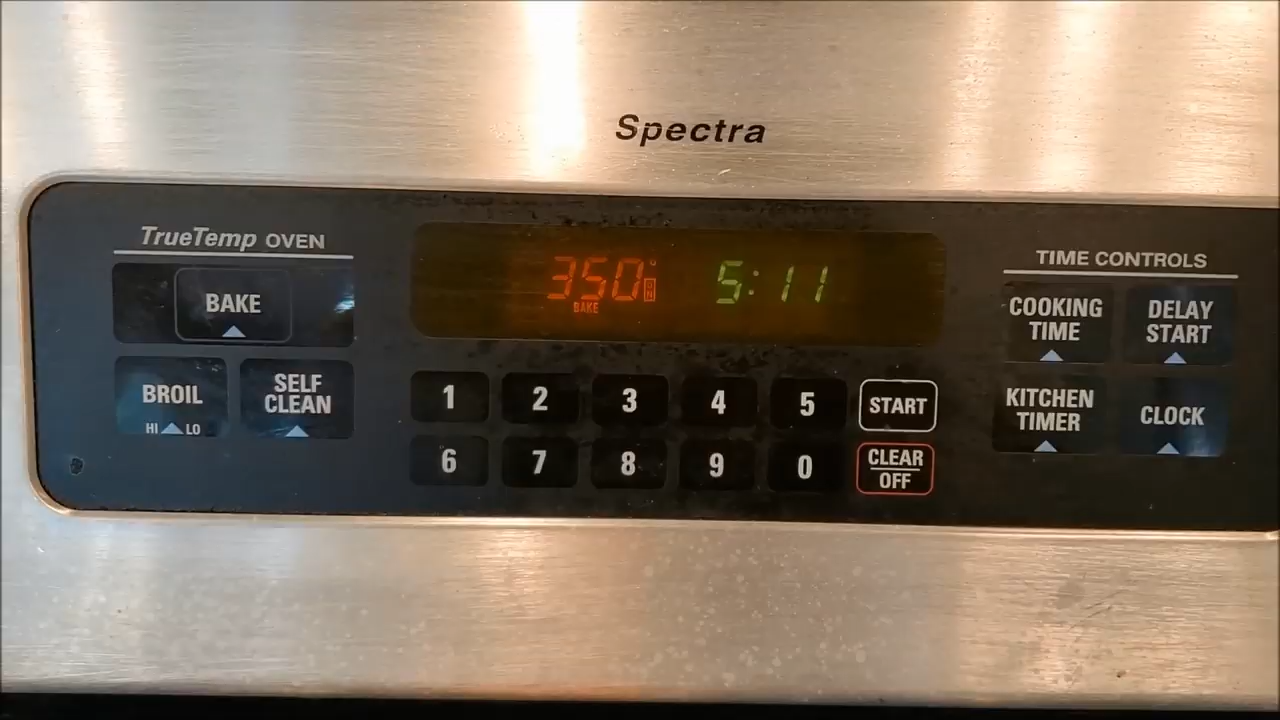 Spectra
TrueTemp OVEN
BAKE
BROIL
HI LO
SELF
CLEAN
350° ON
BAKE
5:11
1 2 3 4 5
START
6 7 8 9 0
CLEAR
OFF
TIME CONTROLS
COOKING
TIME
DELAY
START
KITCHEN
TIMER
CLOCK